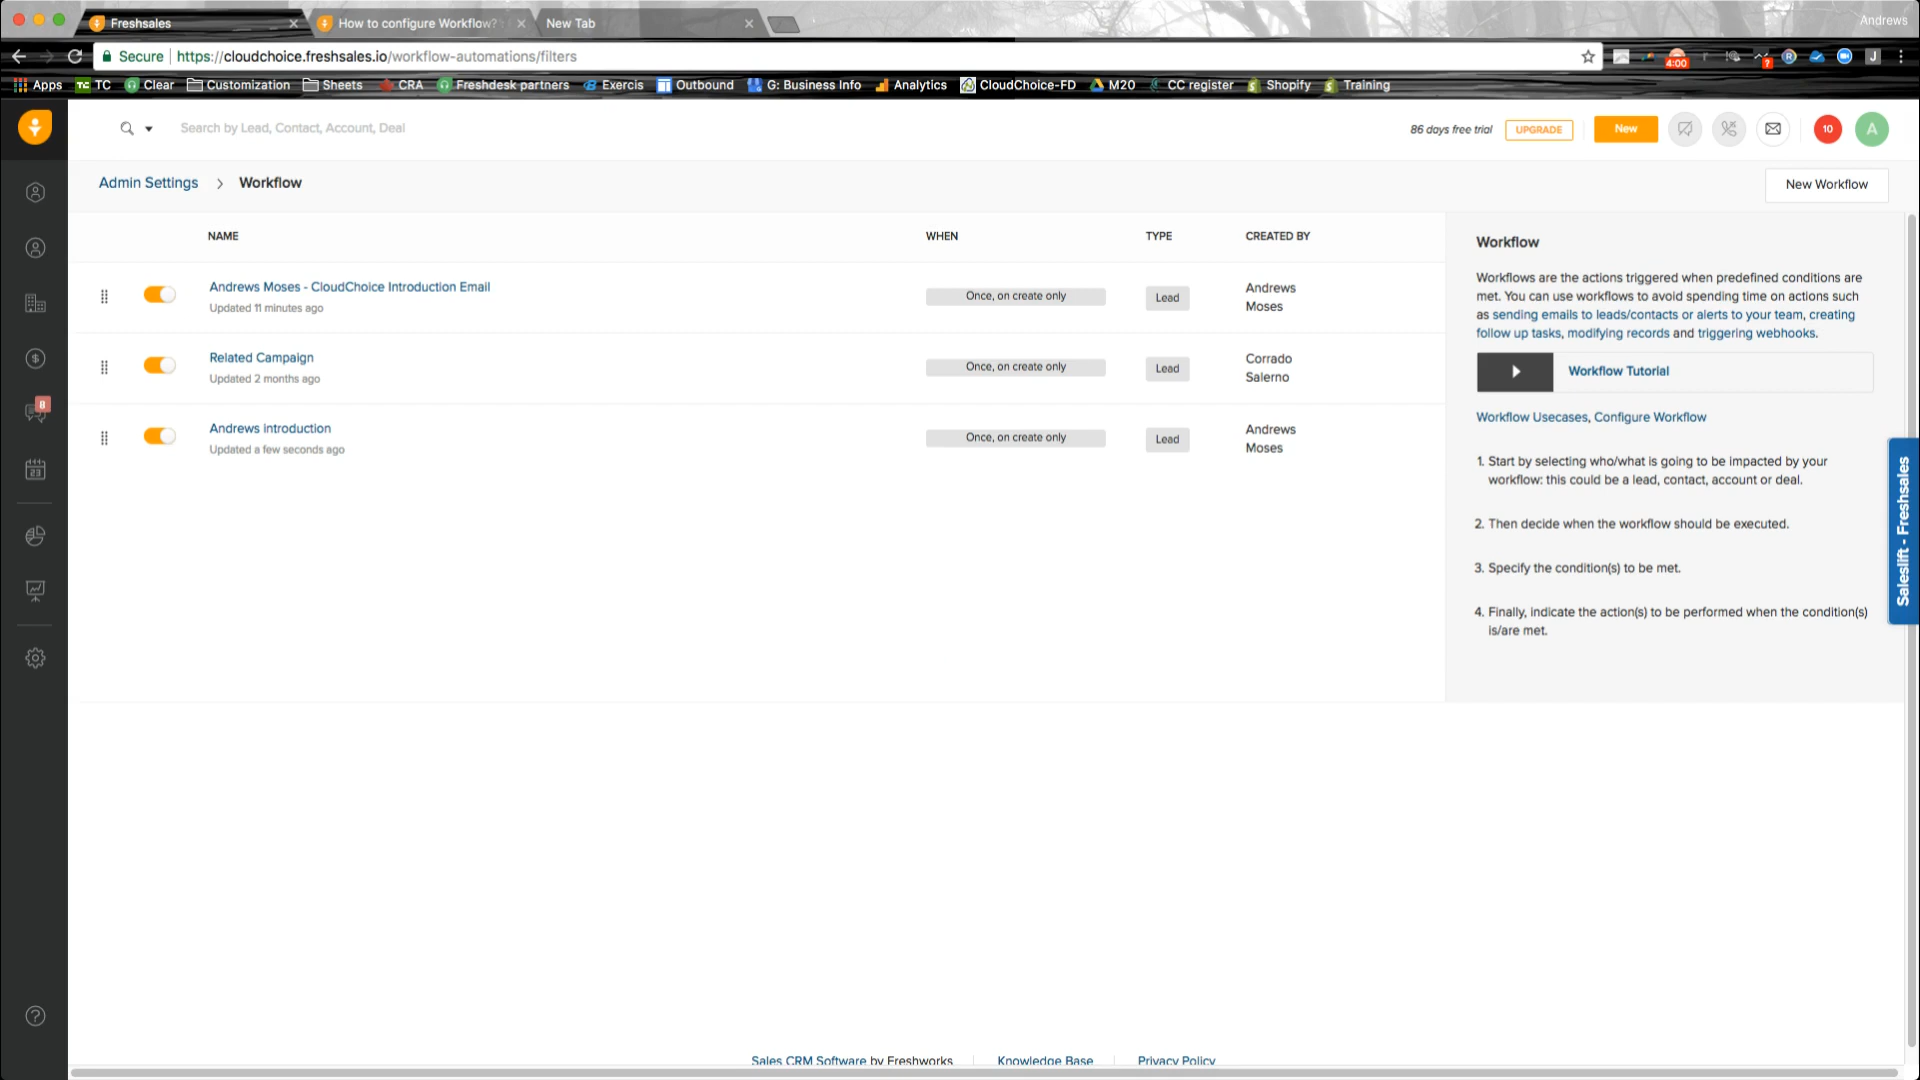 Freshsales
How to configure Workflow?
New Tab
Andrews
Secure
https://cloudchoice.freshsales.io/workflow-automations/filters
4:00
?
R
J
Apps
TC TC
Clear
Customization
Sheets
CRA
Freshdesk partners
Exercis
Outbound
G: Business Info
Analytics
CloudChoice-FD
M20
CC register
Shopify
Training
Search by Lead, Contact, Account, Deal
86 days free trial
UPGRADE
New
10
A
Admin Settings > Workflow
New Workflow
NAME
WHEN
TYPE
CREATED BY
Andrews Moses - CloudChoice Introduction Email
Updated 11 minutes ago
Once, on create only
Lead
Andrews
Moses
Related Campaign
Updated 2 months ago
Once, on create only
Lead
Corrado
Salerno
Andrews introduction
Updated a few seconds ago
Once, on create only
Lead
Andrews
Moses
8
23
Workflow
Workflows are the actions triggered when predefined conditions are
met. You can use workflows to avoid spending time on actions such
as sending emails to leads/contacts or alerts to your team, creating
follow up tasks, modifying records and triggering webhooks.
Workflow Tutorial
Workflow Usecases, Configure Workflow
1. Start by selecting who/what is going to be impacted by your
workflow: this could be a lead, contact, account or deal.
2. Then decide when the workflow should be executed.
3. Specify the condition(s) to be met.
4. Finally, indicate the action(s) to be performed when the condition(s)
is/are met.
Saleslift - Freshsales
Sales CRM Software by Freshworks
Knowledge Base
Privacy Policy